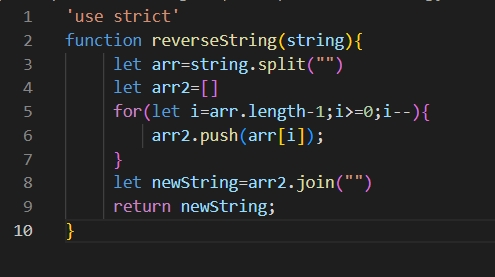 1 'use strict'
2 function reverseString(string){
3     let arr=string.split("")
4     let arr2=[]
5     for(let i=arr.length-1;i>=0;i--){
6         arr2.push(arr[i]);
7     }
8     let newString=arr2.join("")
9     return newString;
10 }